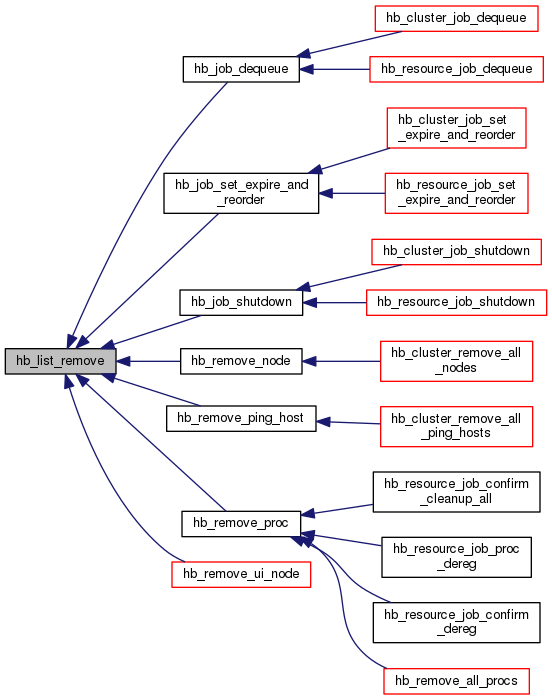 hb_cluster_job_dequeue
hb_job_dequeue
hb_resource_job_dequeue
hb_cluster_job_set
_expire_and_reorder
hb_job_set_expire_and
_reorder
hb_resource_job_set
_expire_and_reorder
hb_cluster_job_shutdown
hb_job_shutdown
hb_resource_job_shutdown
hb_list_remove
hb_remove_node
hb_cluster_remove_all
_nodes
hb_remove_ping_host
hb_cluster_remove_all
_ping_hosts
hb_resource_job_confirm
_cleanup_all
hb_remove_proc
hb_resource_job_proc
_dereg
hb_remove_ui_node
hb_resource_job_confirm
_dereg
hb_remove_all_procs